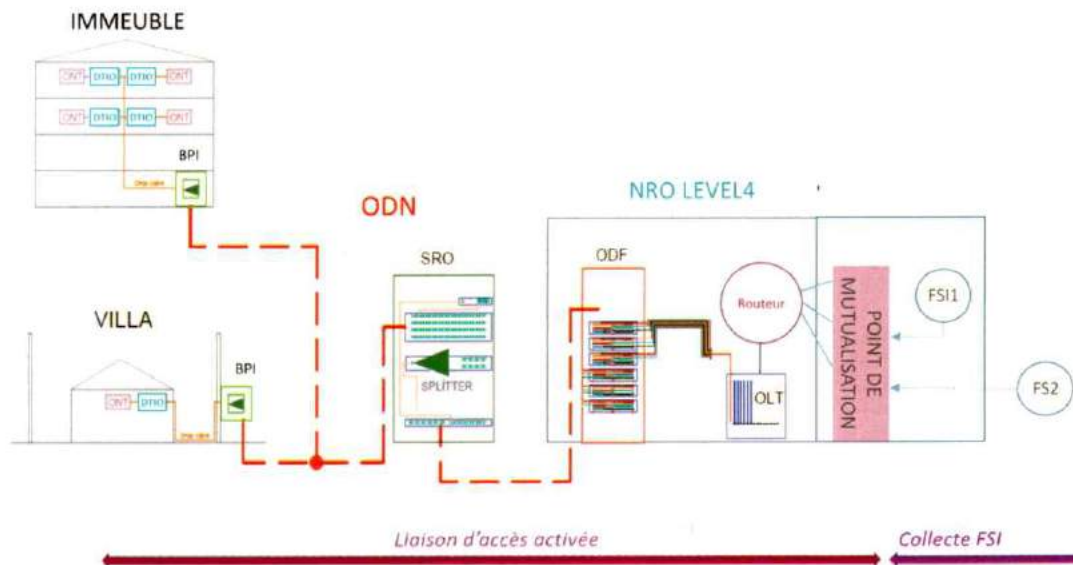 IMMEUBLE
ONT DTIO DTIO ONT
ONT DTIO DTIO ONT
BPI
ODN
NRO LEVEL4
SRO
ODF
VILLA
BPI
ONT DTIO
SPLITTER
Routeur
OLT
POINT DE
MUTUALISATION
FSI1
FS2
Liaison d'accès activée
Collecte FSI